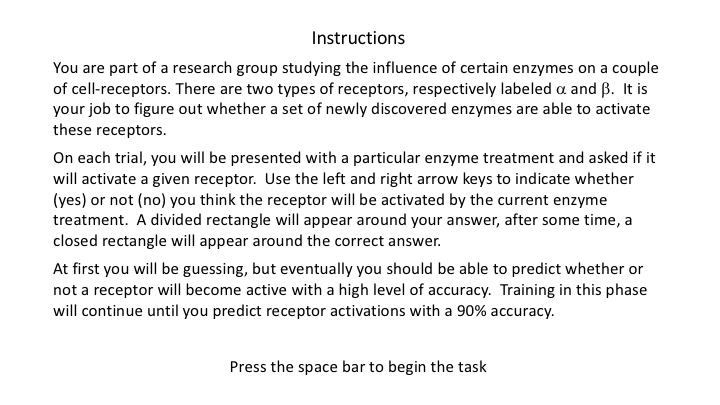 Instructions
You are part of a research group studying the influence of certain enzymes on a couple
of cell-receptors. There are two types of receptors, respectively labeled α and β.  It is
your job to figure out whether a set of newly discovered enzymes are able to activate
these receptors.
On each trial, you will be presented with a particular enzyme treatment and asked if it
will activate a given receptor.  Use the left and right arrow keys to indicate whether
(yes) or not (no) you think the receptor will be activated by the current enzyme
treatment.  A divided rectangle will appear around your answer, after some time, a
closed rectangle will appear around the correct answer.
At first you will be guessing, but eventually you should be able to predict whether or
not a receptor will become active with a high level of accuracy.  Training in this phase
will continue until you predict receptor activations with a 90% accuracy.
Press the space bar to begin the task